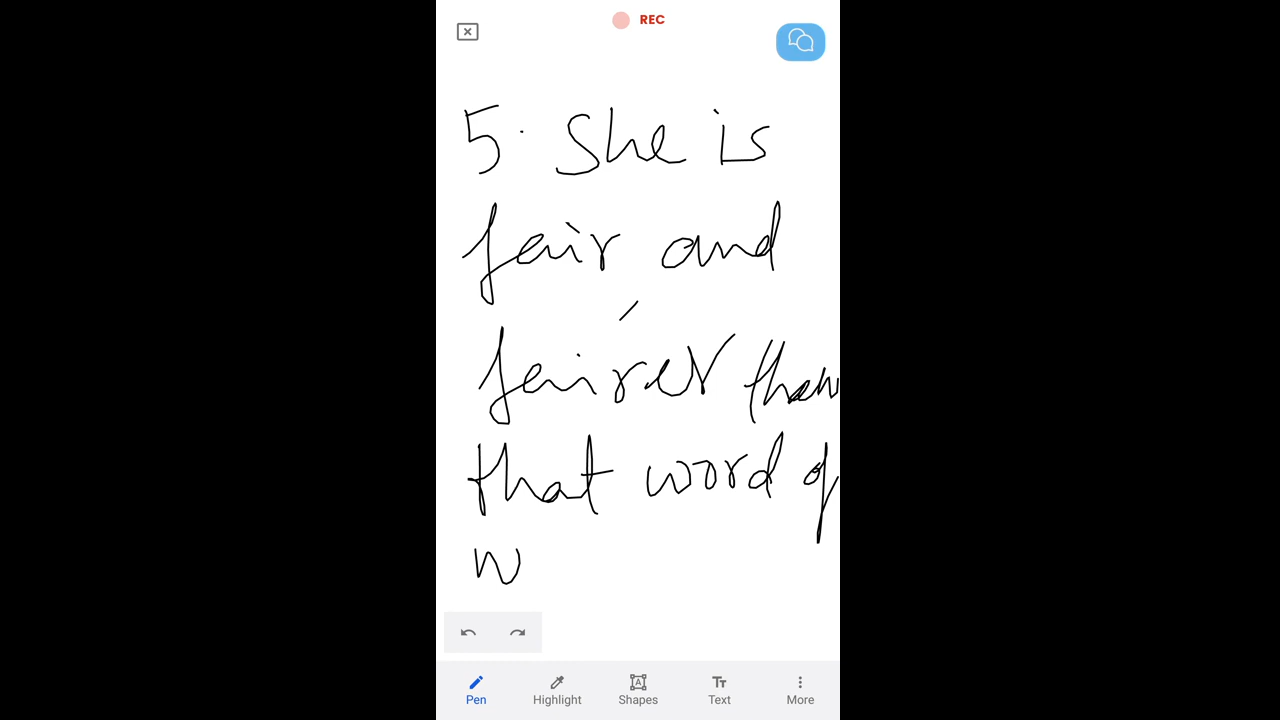 REC
5. She is
fair and
fairer than
that word of
w
Pen Highlight Shapes Text More